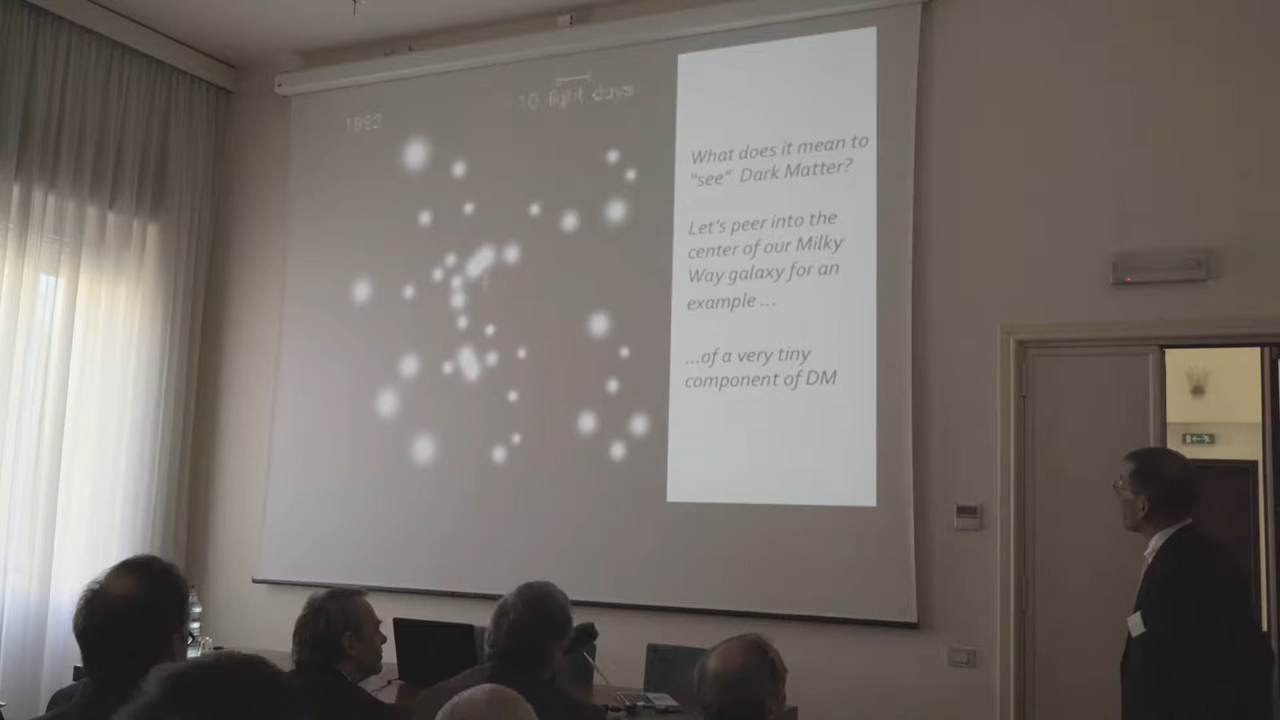 1992
10 light days
What does it mean to
"see" Dark Matter?
Let's peer into the
center of our Milky
Way galaxy for an
example ...
...of a very tiny
component of DM